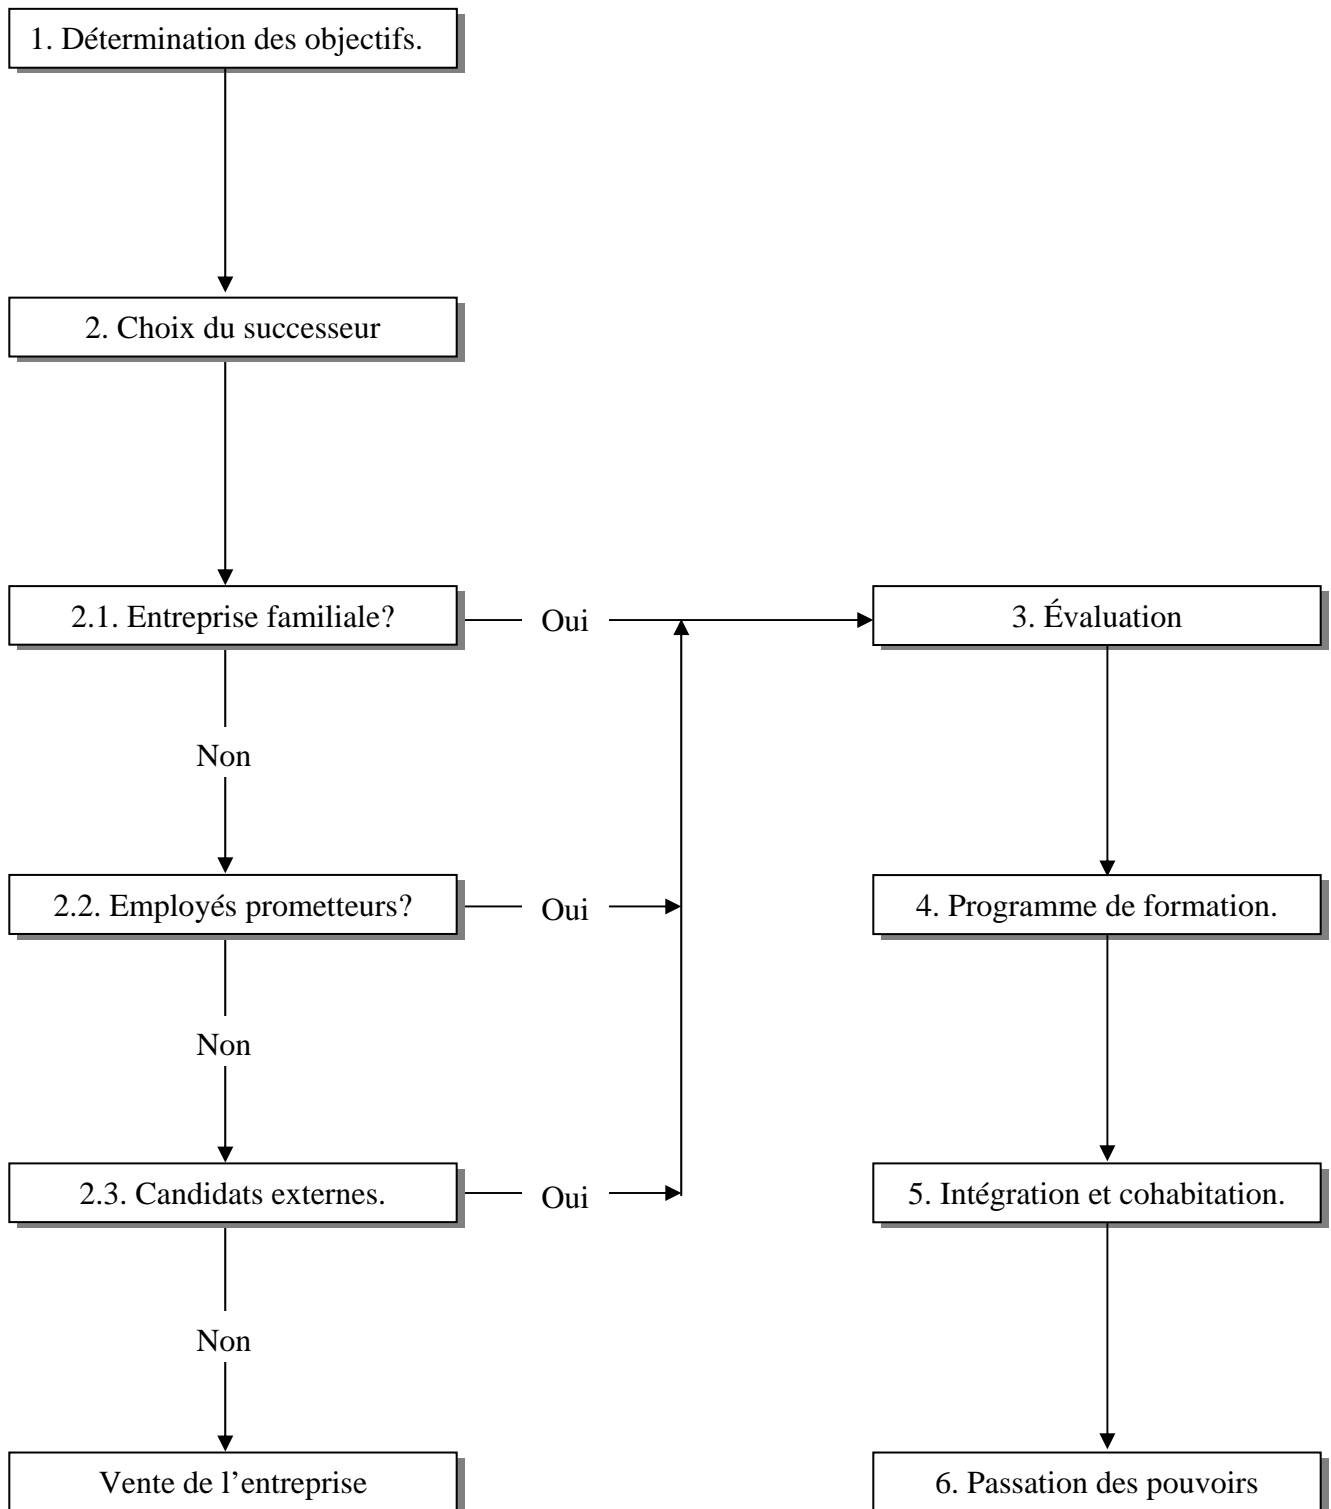 1. Détermination des objectifs.
2. Choix du successeur
2.1. Entreprise familiale?
Oui
3. Évaluation
Non
2.2. Employés prometteurs?
Oui
4. Programme de formation.
Non
2.3. Candidats externes.
Oui
5. Intégration et cohabitation.
Non
Vente de l’entreprise
6. Passation des pouvoirs